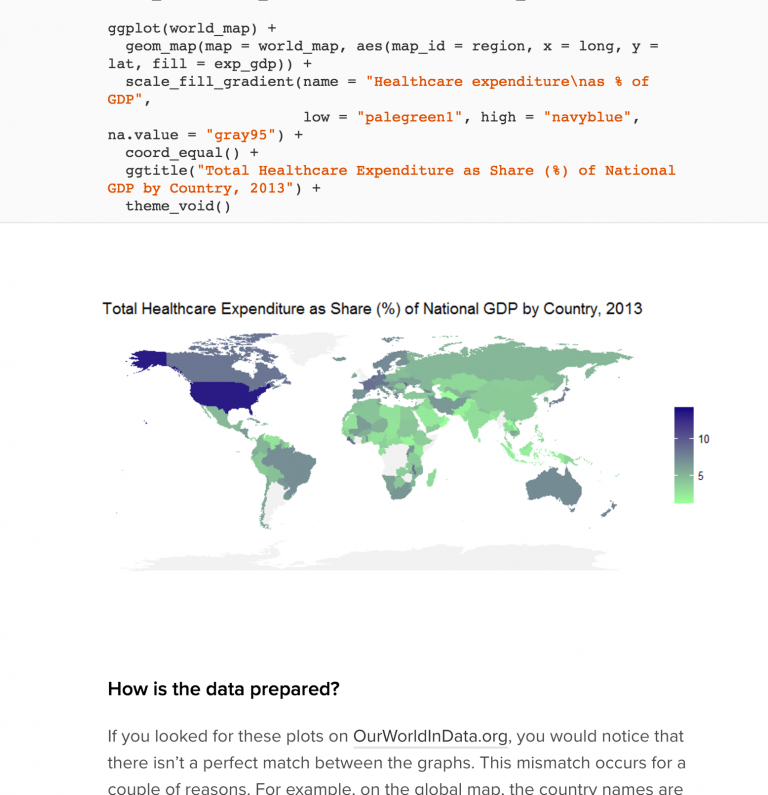 ggplot(world_map) +
  geom_map(map = world_map, aes(map_id = region, x = long, y =
lat, fill = exp_gdp)) +
  scale_fill_gradient(name = "Healthcare expenditure\nas % of
GDP",
                      low = "palegreen1", high = "navyblue",
na.value = "gray95") +
  coord_equal() +
  ggtitle("Total Healthcare Expenditure as Share (%) of National
GDP by Country, 2013") +
  theme_void()
Total Healthcare Expenditure as Share (%) of National GDP by Country, 2013
10
5
How is the data prepared?
If you looked for these plots on OurWorldInData.org, you would notice that
there isn’t a perfect match between the graphs. This mismatch occurs for a
couple of reasons. For example, on the global map, the country names are